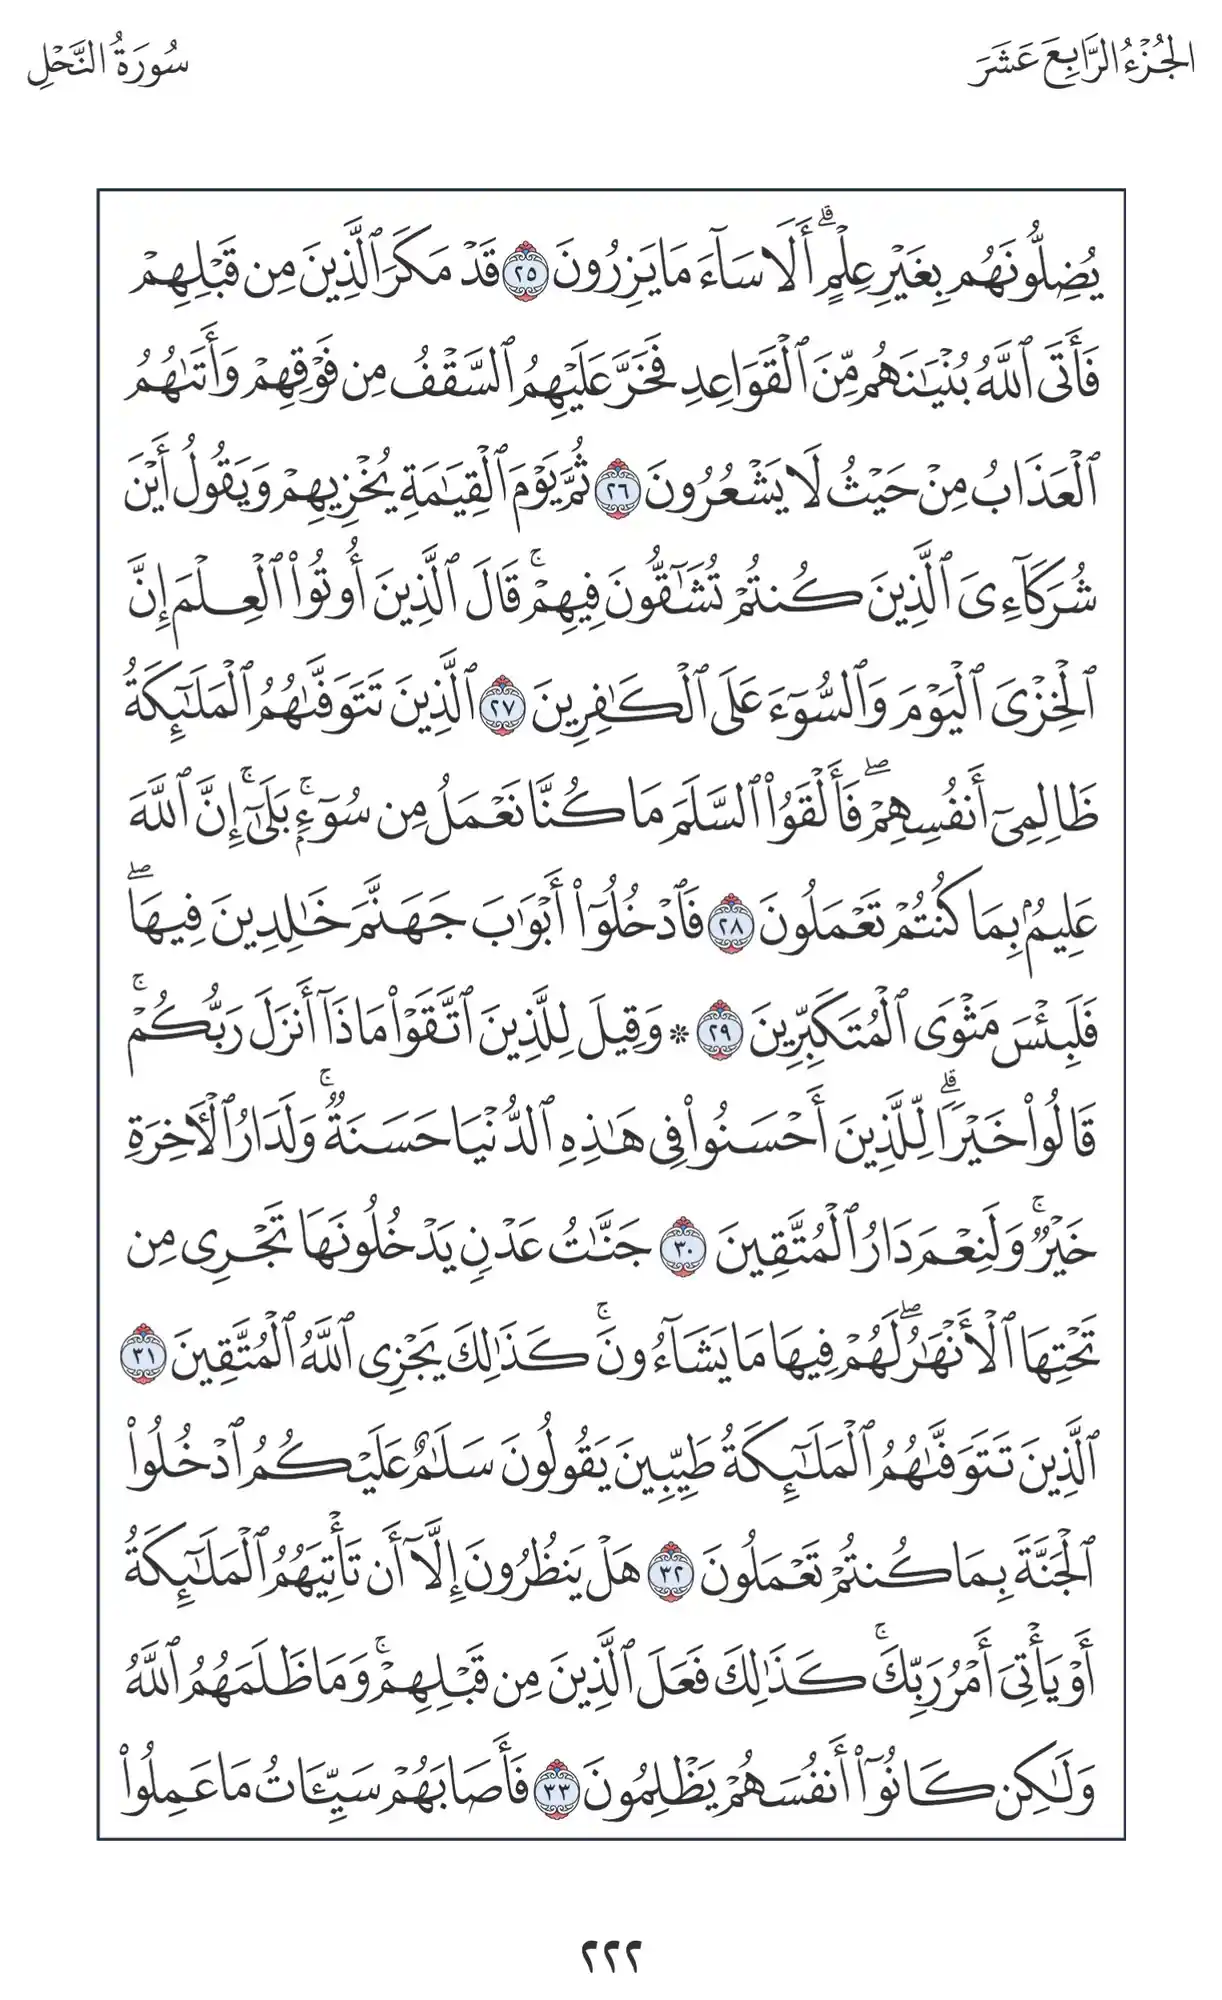 الجُزْءُ الرَّابِعَ عَشَرَ
سُورَةُ النَّحْلِ
يُضِلُّونَهُم بِغَيْرِ عِلْمٍۗ أَلَا سَآءَ مَا يَزِرُونَ ٢٥ قَدْ مَكَرَ ٱلَّذِينَ مِن قَبْلِهِمْ
فَأَتَى ٱللَّهُ بُنْيَـٰنَهُم مِّنَ ٱلْقَوَاعِدِ فَخَرَّ عَلَيْهِمُ ٱلسَّقْفُ مِن فَوْقِهِمْ وَأَتَىٰهُمُ
ٱلْعَذَابُ مِنْ حَيْثُ لَا يَشْعُرُونَ ٢٦ ثُمَّ يَوْمَ ٱلْقِيَـٰمَةِ يُخْزِيهِمْ وَيَقُولُ أَيْنَ
شُرَكَآءِىَ ٱلَّذِينَ كُنتُمْ تُشَـٰٓقُّونَ فِيهِمْۚ قَالَ ٱلَّذِينَ أُوتُوا۟ ٱلْعِلْمَ إِنَّ
ٱلْخِزْىَ ٱلْيَوْمَ وَٱلسُّوٓءَ عَلَى ٱلْكَـٰفِرِينَ ٢٧ ٱلَّذِينَ تَتَوَفَّىٰهُمُ ٱلْمَلَـٰٓئِكَةُ
ظَالِمِىٓ أَنفُسِهِمْۖ فَأَلْقَوُا۟ ٱلسَّلَمَ مَا كُنَّا نَعْمَلُ مِن سُوٓءٍۭۚ بَلَىٰٓۚ إِنَّ ٱللَّهَ
عَلِيمٌۢ بِمَا كُنتُمْ تَعْمَلُونَ ٢٨ فَٱدْخُلُوٓا۟ أَبْوَٰبَ جَهَنَّمَ خَـٰلِدِينَ فِيهَاۖ
فَلَبِئْسَ مَثْوَى ٱلْمُتَكَبِّرِينَ ٢٩ * وَقِيلَ لِلَّذِينَ ٱتَّقَوْا۟ مَاذَآ أَنزَلَ رَبُّكُمْۚ
قَالُوا۟ خَيْرًاۗ لِّلَّذِينَ أَحْسَنُوا۟ فِى هَـٰذِهِ ٱلدُّنْيَا حَسَنَةٌۚ وَلَدَارُ ٱلْـَٔاخِرَةِ
خَيْرٌۚ وَلَنِعْمَ دَارُ ٱلْمُتَّقِينَ ٣٠ جَنَّـٰتُ عَدْنٍ يَدْخُلُونَهَا تَجْرِى مِن
تَحْتِهَا ٱلْأَنْهَـٰرُۖ لَهُمْ فِيهَا مَا يَشَآءُونَۚ كَذَٰلِكَ يَجْزِى ٱللَّهُ ٱلْمُتَّقِينَ ٣١
ٱلَّذِينَ تَتَوَفَّىٰهُمُ ٱلْمَلَـٰٓئِكَةُ طَيِّبِينَ يَقُولُونَ سَلَـٰمٌ عَلَيْكُمُ ٱدْخُلُوا۟
ٱلْجَنَّةَ بِمَا كُنتُمْ تَعْمَلُونَ ٣٢ هَلْ يَنظُرُونَ إِلَّآ أَن تَأْتِيَهُمُ ٱلْمَلَـٰٓئِكَةُ
أَوْ يَأْتِىَ أَمْرُ رَبِّكَۚ كَذَٰلِكَ فَعَلَ ٱلَّذِينَ مِن قَبْلِهِمْۚ وَمَا ظَلَمَهُمُ ٱللَّهُ
وَلَـٰكِن كَانُوٓا۟ أَنفُسَهُمْ يَظْلِمُونَ ٣٣ فَأَصَابَهُمْ سَيِّـَٔاتُ مَا عَمِلُوا۟
٢٢٢